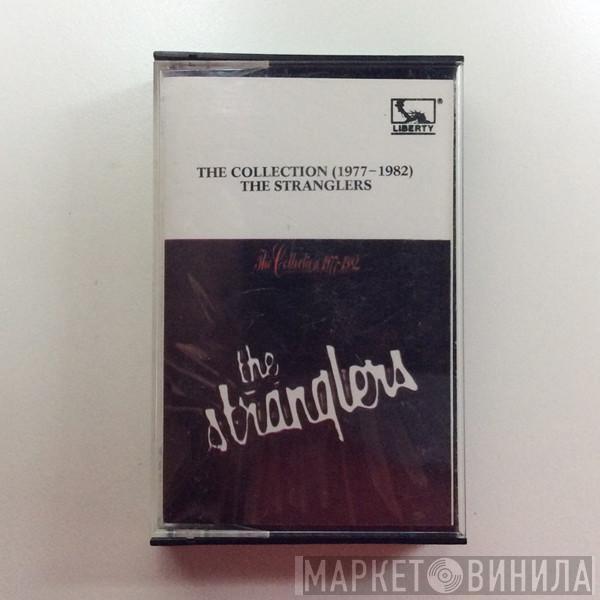 LIBERTY ®
THE COLLECTION (1977–1982)
THE STRANGLERS
The Collection 1977-1982
the
stranglers
МАРКЕТ ВИНИЛА